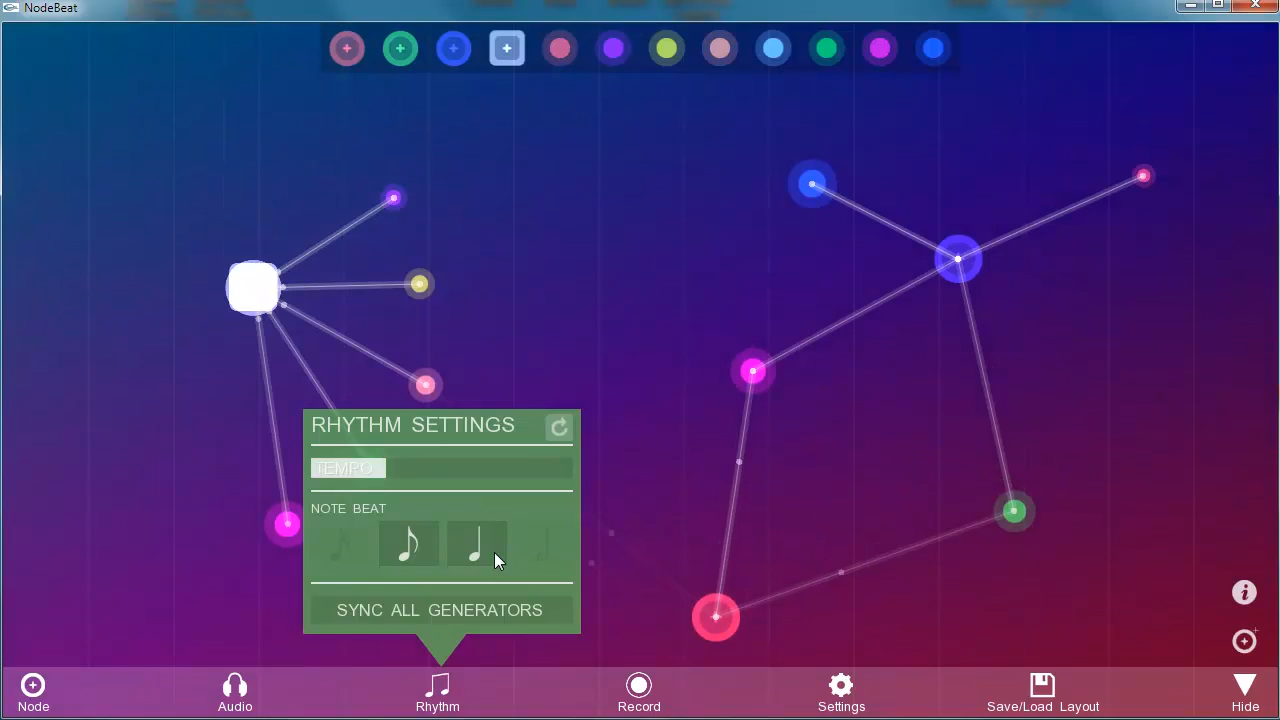 NodeBeat
RHYTHM SETTINGS
TEMPO
NOTE BEAT
SYNC ALL GENERATORS
Node
Audio
Rhythm
Record
Settings
Save/Load Layout
Hide